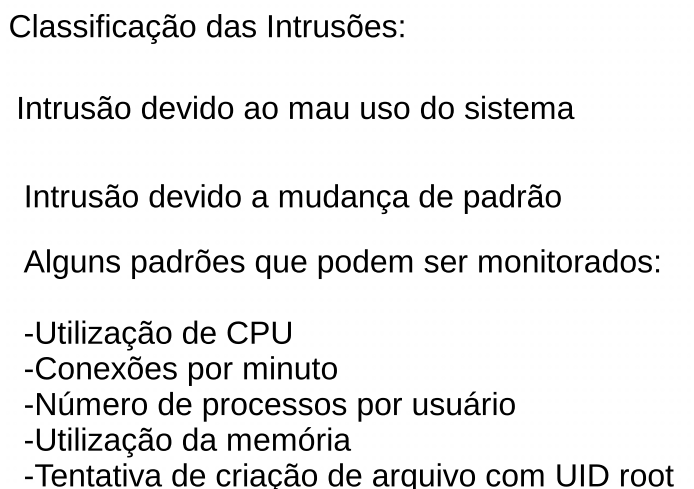 Classificação das Intrusões:
Intrusão devido ao mau uso do sistema
Intrusão devido a mudança de padrão
Alguns padrões que podem ser monitorados:
-Utilização de CPU
-Conexões por minuto
-Número de processos por usuário
-Utilização da memória
-Tentativa de criação de arquivo com UID root